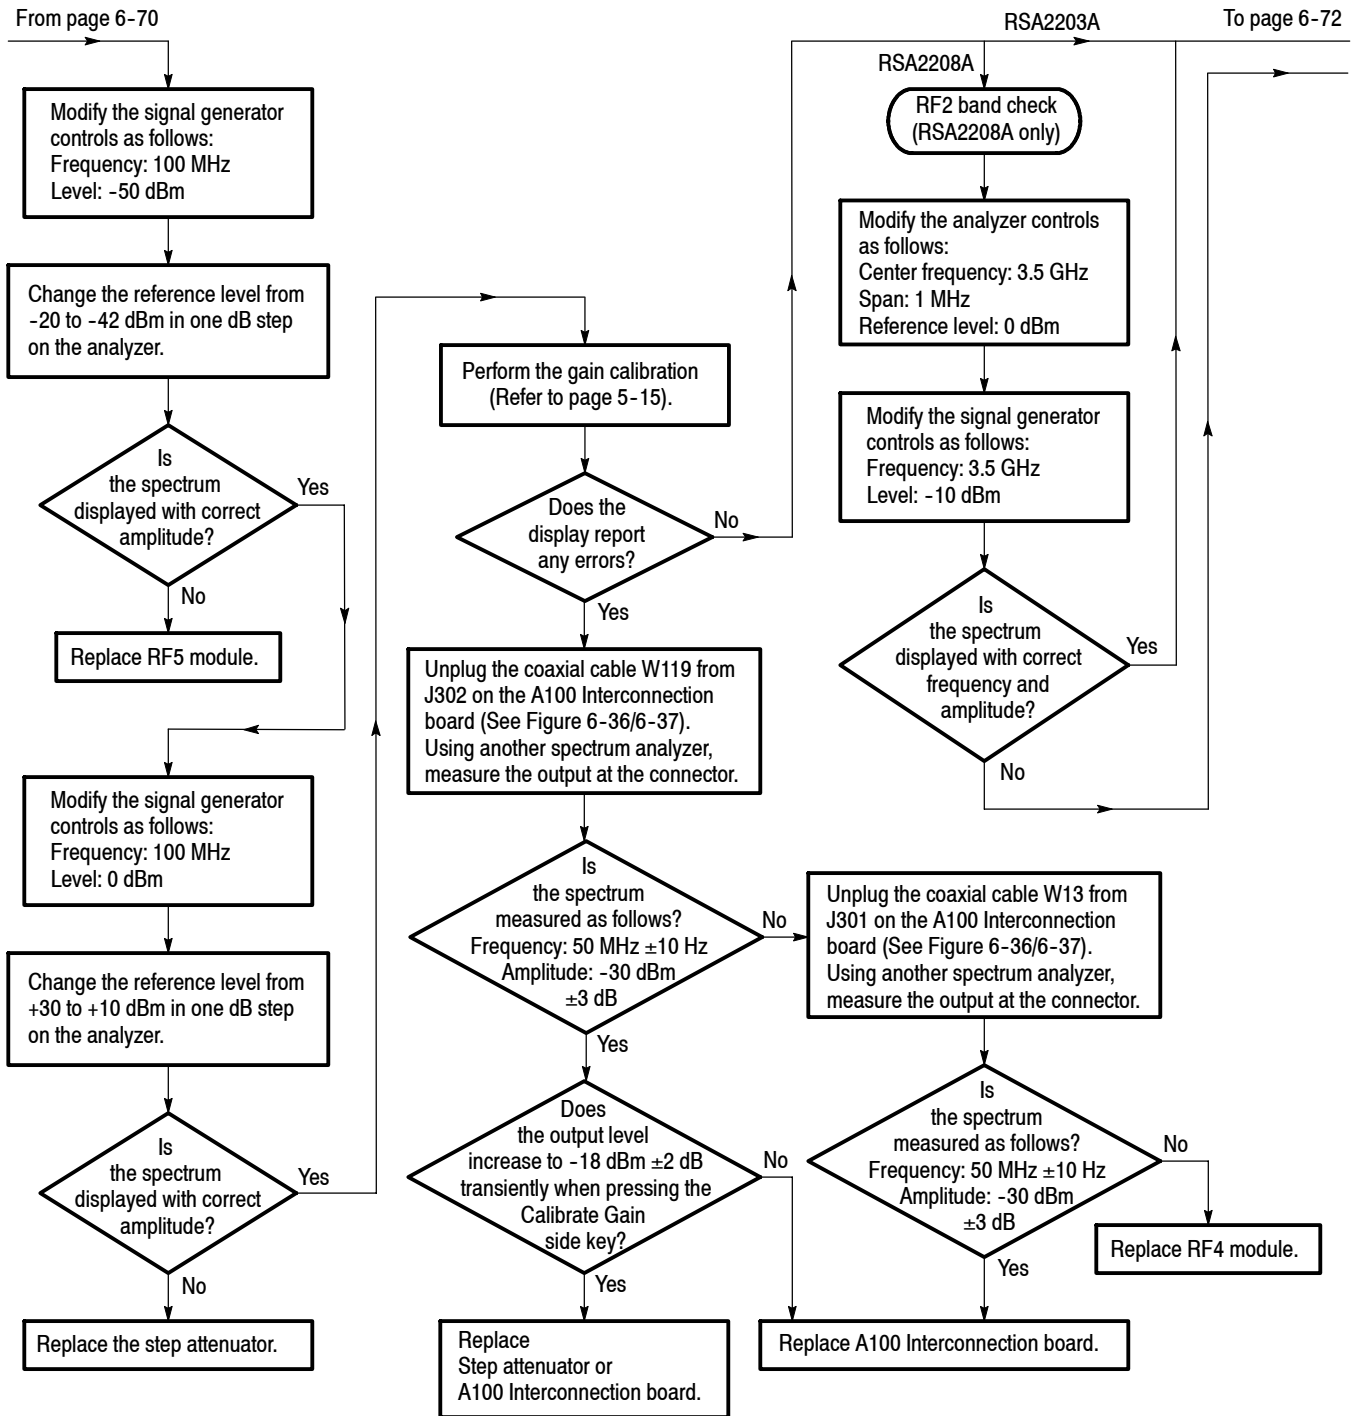 From page 6-70
Modify the signal generator
controls as follows:
Frequency: 100 MHz
Level: -50 dBm
Change the reference level from
-20 to -42 dBm in one dB step
on the analyzer.
Is
the spectrum
displayed with correct
amplitude?
Yes
No
Replace RF5 module.
Modify the signal generator
controls as follows:
Frequency: 100 MHz
Level: 0 dBm
Change the reference level from
+30 to +10 dBm in one dB step
on the analyzer.
Is
the spectrum
displayed with correct
amplitude?
Yes
No
Replace the step attenuator.
Perform the gain calibration
(Refer to page 5-15).
Does the
display report
any errors?
No
Yes
Unplug the coaxial cable W119 from
J302 on the A100 Interconnection
board (See Figure 6-36/6-37).
Using another spectrum analyzer,
measure the output at the connector.
Is
the spectrum
measured as follows?
Frequency: 50 MHz ±10 Hz
Amplitude: -30 dBm
±3 dB
No
Yes
Does
the output level
increase to -18 dBm ±2 dB
transiently when pressing the
Calibrate Gain
side key?
No
Yes
Replace
Step attenuator or
A100 Interconnection board.
RSA2203A
To page 6-72
RSA2208A
RF2 band check
(RSA2208A only)
Modify the analyzer controls
as follows:
Center frequency: 3.5 GHz
Span: 1 MHz
Reference level: 0 dBm
Modify the signal generator
controls as follows:
Frequency: 3.5 GHz
Level: -10 dBm
Is
the spectrum
displayed with correct
frequency and
amplitude?
Yes
No
Unplug the coaxial cable W13 from
J301 on the A100 Interconnection
board (See Figure 6-36/6-37).
Using another spectrum analyzer,
measure the output at the connector.
Is
the spectrum
measured as follows?
Frequency: 50 MHz ±10 Hz
Amplitude: -30 dBm
±3 dB
No
Yes
Replace RF4 module.
Replace A100 Interconnection board.